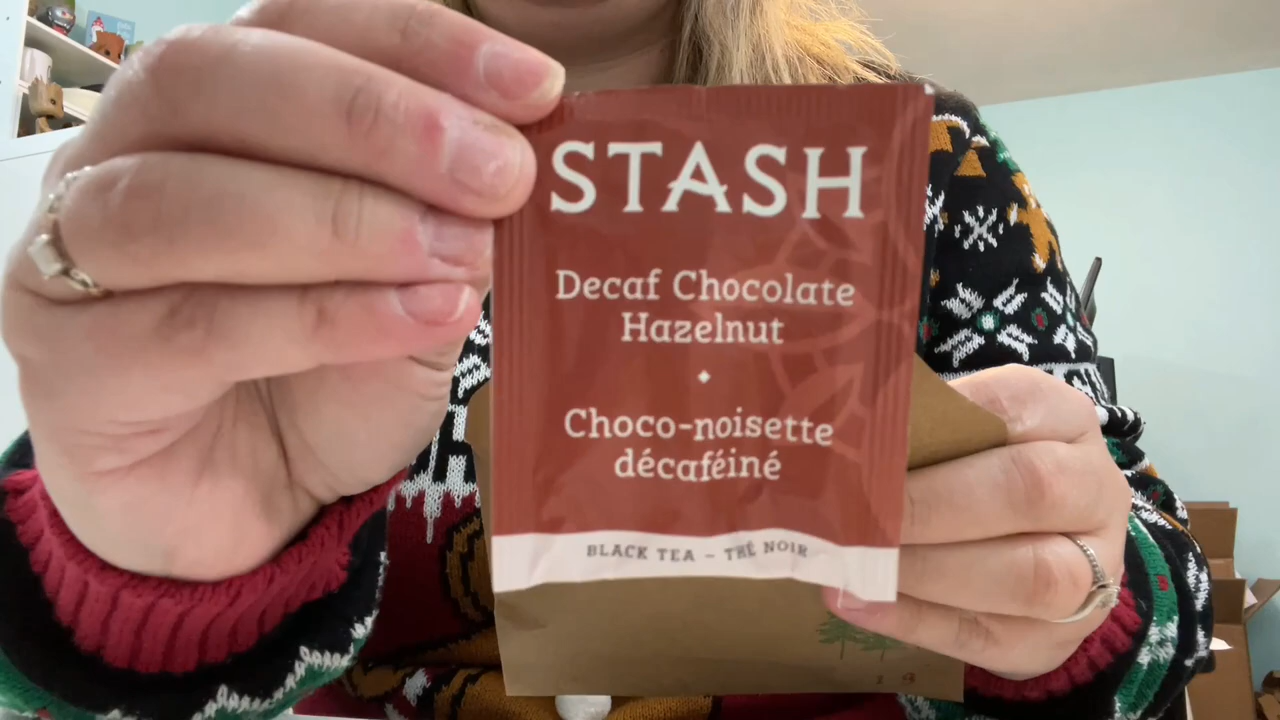 STASH
Decaf Chocolate
Hazelnut
Choco-noisette
décaféiné
BLACK TEA – THÉ NOIR